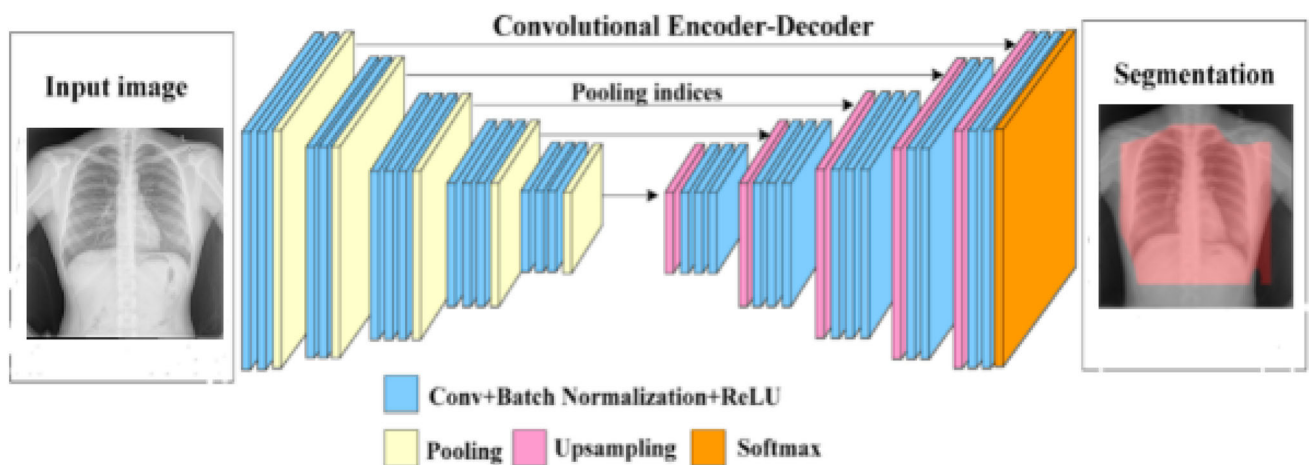 Convolutional Encoder-Decoder
Input image
Pooling indices
Segmentation
Conv+Batch Normalization+ReLU
Pooling
Upsampling
Softmax